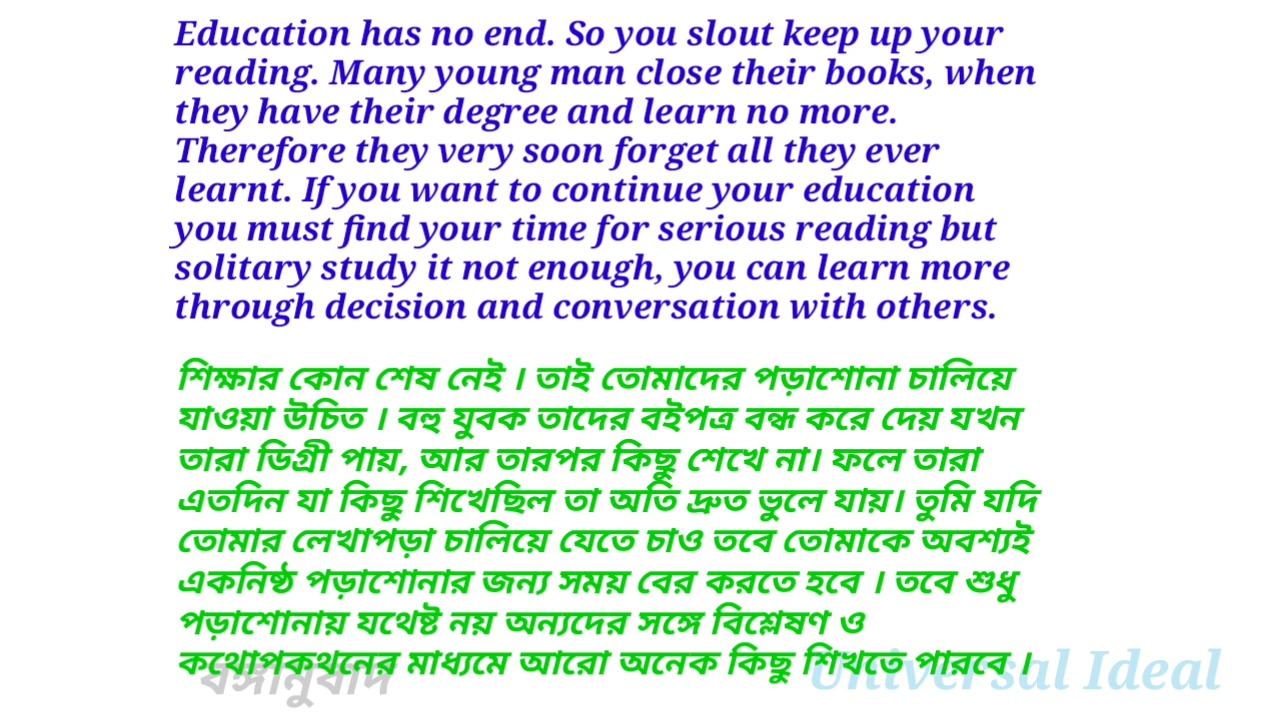 Education has no end. So you slout keep up your
reading. Many young man close their books, when
they have their degree and learn no more.
Therefore they very soon forget all they ever
learnt. If you want to continue your education
you must find your time for serious reading but
solitary study it not enough, you can learn more
through decision and conversation with others.
শিক্ষার কোন শেষ নেই । তাই তোমাদের পড়াশোনা চালিয়ে
যাওয়া উচিত । বহু যুবক তাদের বইপত্র বন্ধ করে দেয় যখন
তারা ডিগ্রী পায়, আর তারপর কিছু শেখে না। ফলে তারা
এতদিন যা কিছু শিখেছিল তা অতি দ্রুত ভুলে যায়। তুমি যদি
তোমার লেখাপড়া চালিয়ে যেতে চাও তবে তোমাকে অবশ্যই
একনিষ্ঠ পড়াশোনার জন্য সময় বের করতে হবে । তবে শুধু
পড়াশোনায় যথেষ্ট নয় অন্যদের সঙ্গে বিশ্লেষণ ও
কথোপকথনের মাধ্যমে আরো অনেক কিছু শিখতে পারবে ।
বঙ্গানুবাদ
Universal Ideal